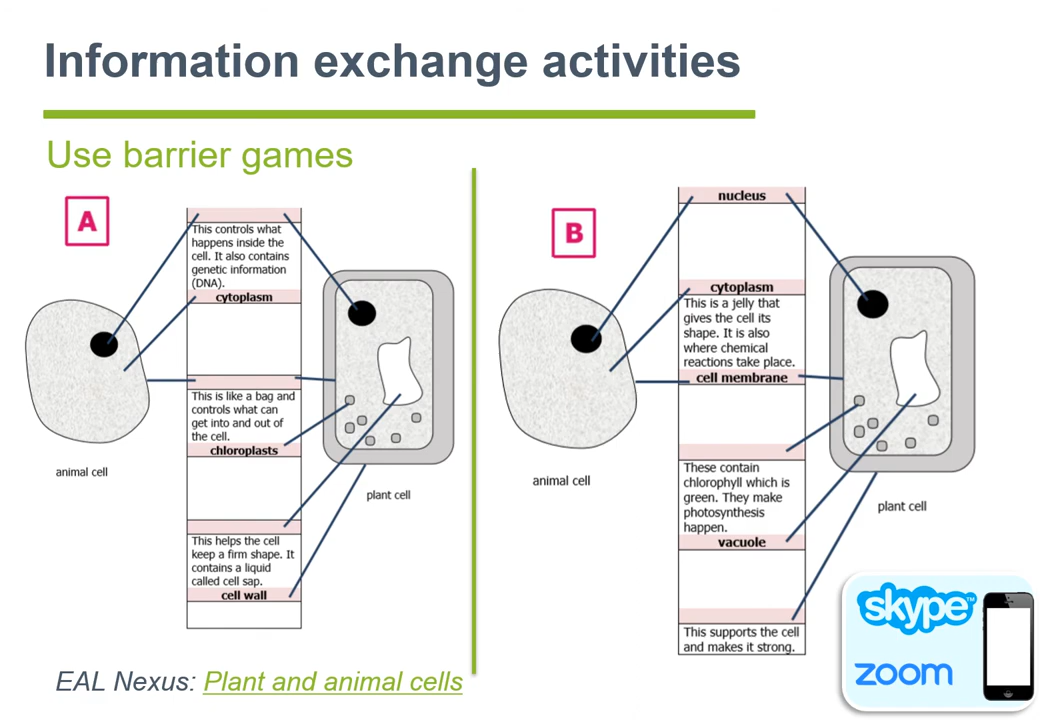 Information exchange activities
Use barrier games
A
This controls what
happens inside the
cell. It also contains
genetic information
(DNA).
cytoplasm
This is like a bag and
controls what can
get into and out of
the cell.
chloroplasts
This helps the cell
keep a firm shape. It
contains a liquid
called cell sap.
cell wall
animal cell
plant cell
B
nucleus
cytoplasm
This is a jelly that
gives the cell its
shape. It is also
where chemical
reactions take place.
cell membrane
These contain
chlorophyll which is
green. They make
photosynthesis
happen.
vacuole
This supports the cell
and makes it strong.
animal cell
plant cell
skype™
zoom
EAL Nexus: Plant and animal cells